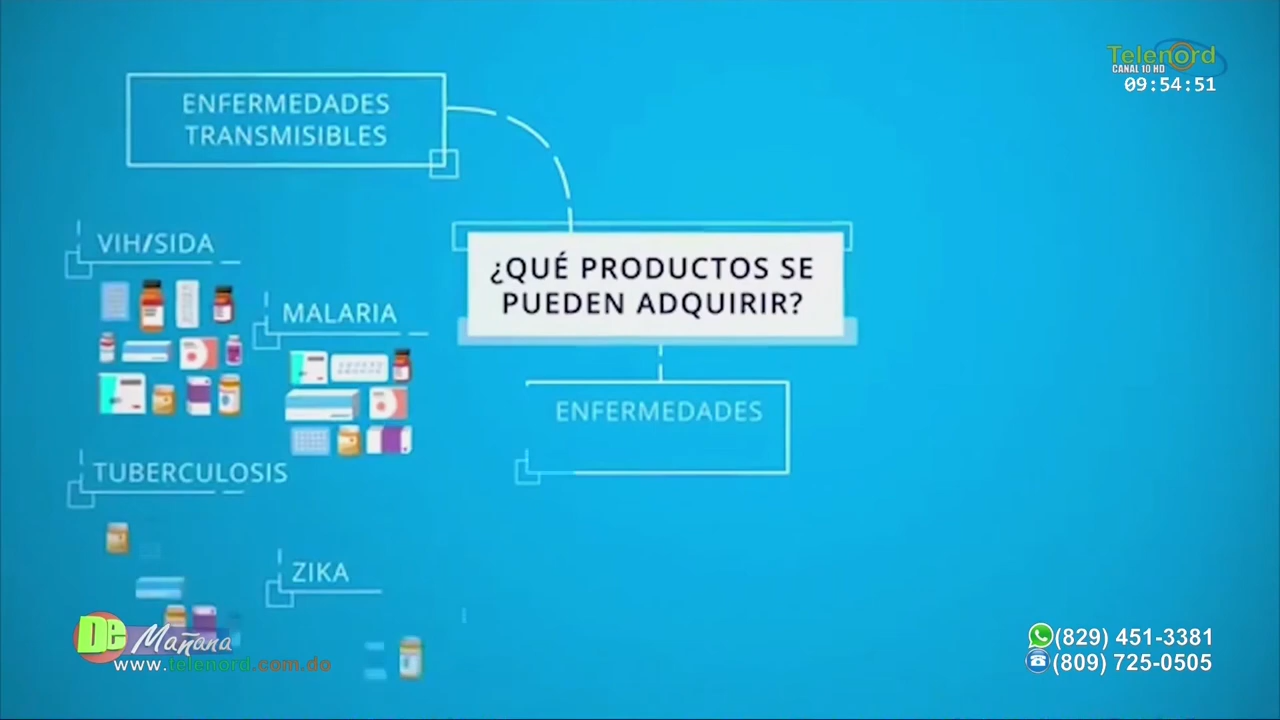 Telenord
CANAL 10 HD
09:54:51
ENFERMEDADES
TRANSMISIBLES
VIH/SIDA
¿QUÉ PRODUCTOS SE
PUEDEN ADQUIRIR?
MALARIA
ENFERMEDADES
TUBERCULOSIS
ZIKA
De Mañana
www.telenord.com.do
(829) 451-3381
(809) 725-0505